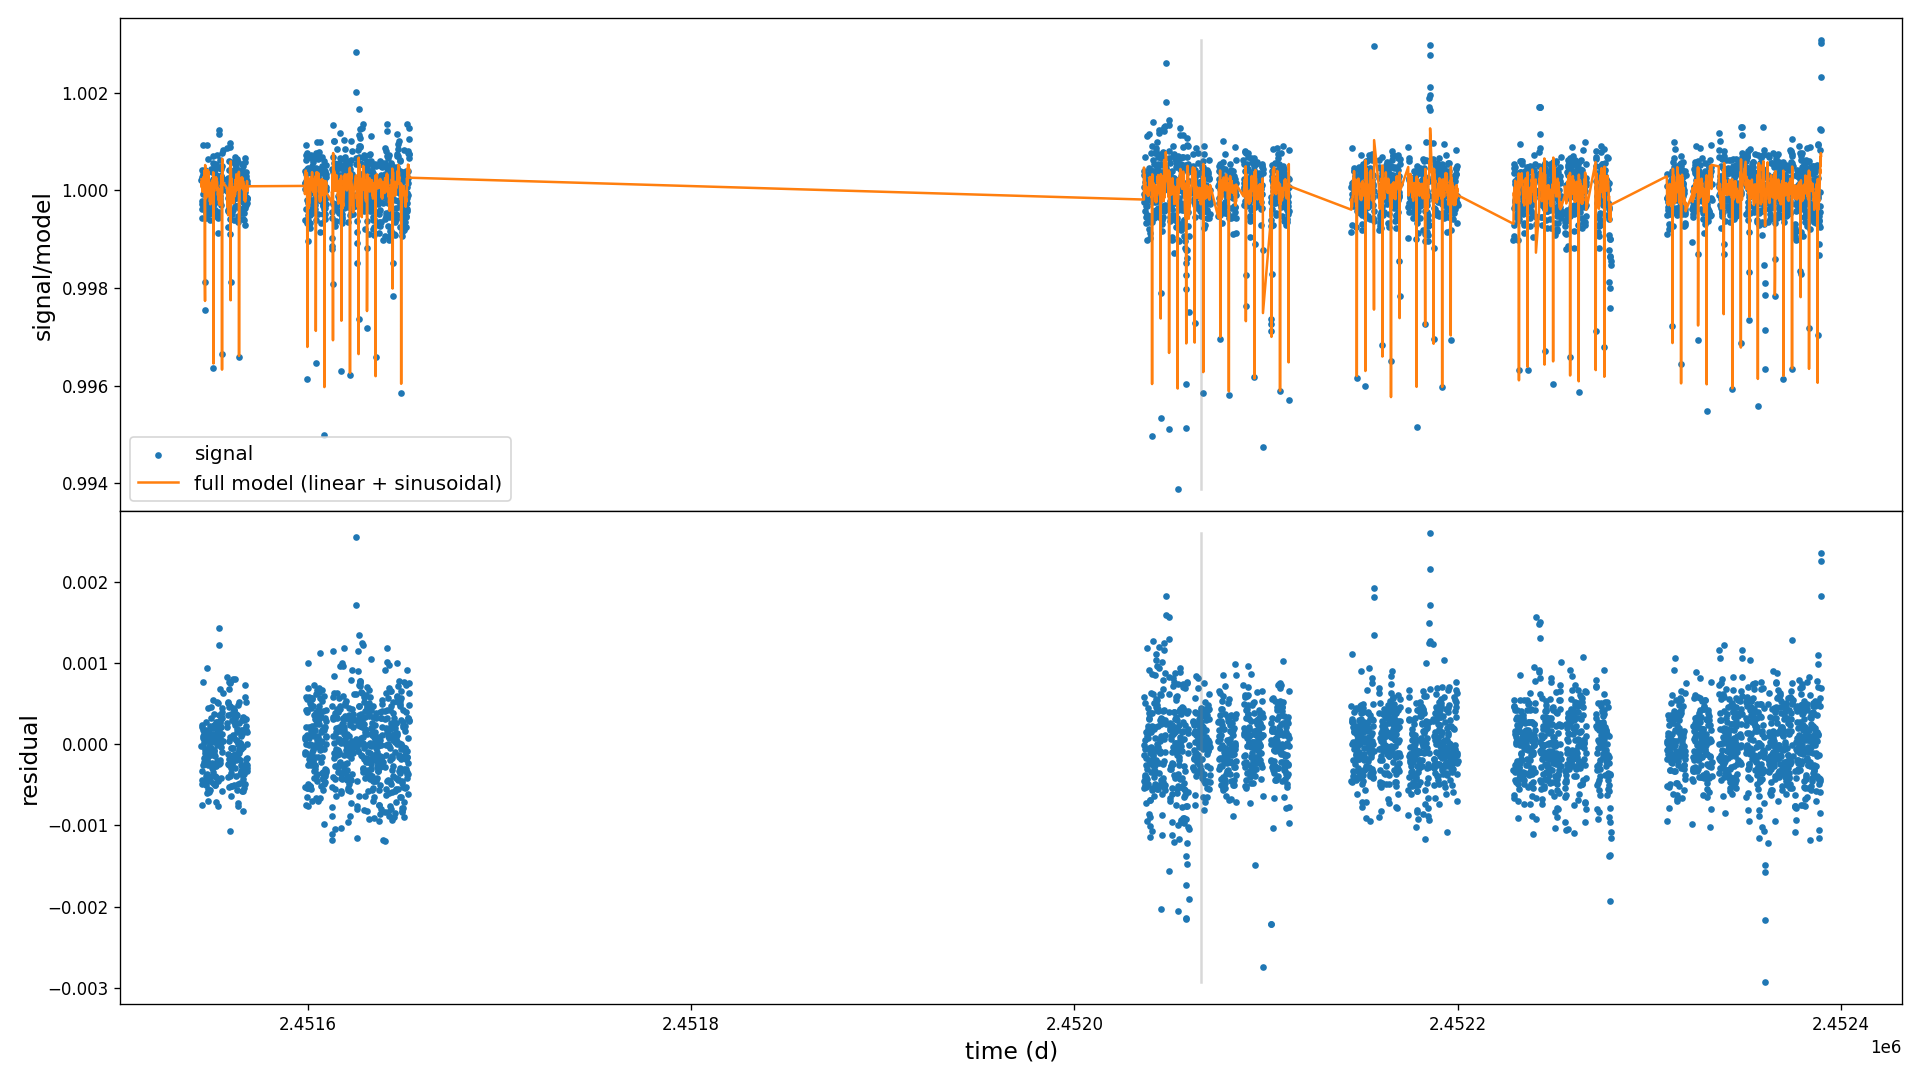 signal/model
1.002
1.000
0.998
0.996
0.994
signal
full model (linear + sinusoidal)
residual
0.002
0.001
0.000
−0.001
−0.002
−0.003
2.4516
2.4518
2.4520
2.4522
2.4524
time (d)
1e6